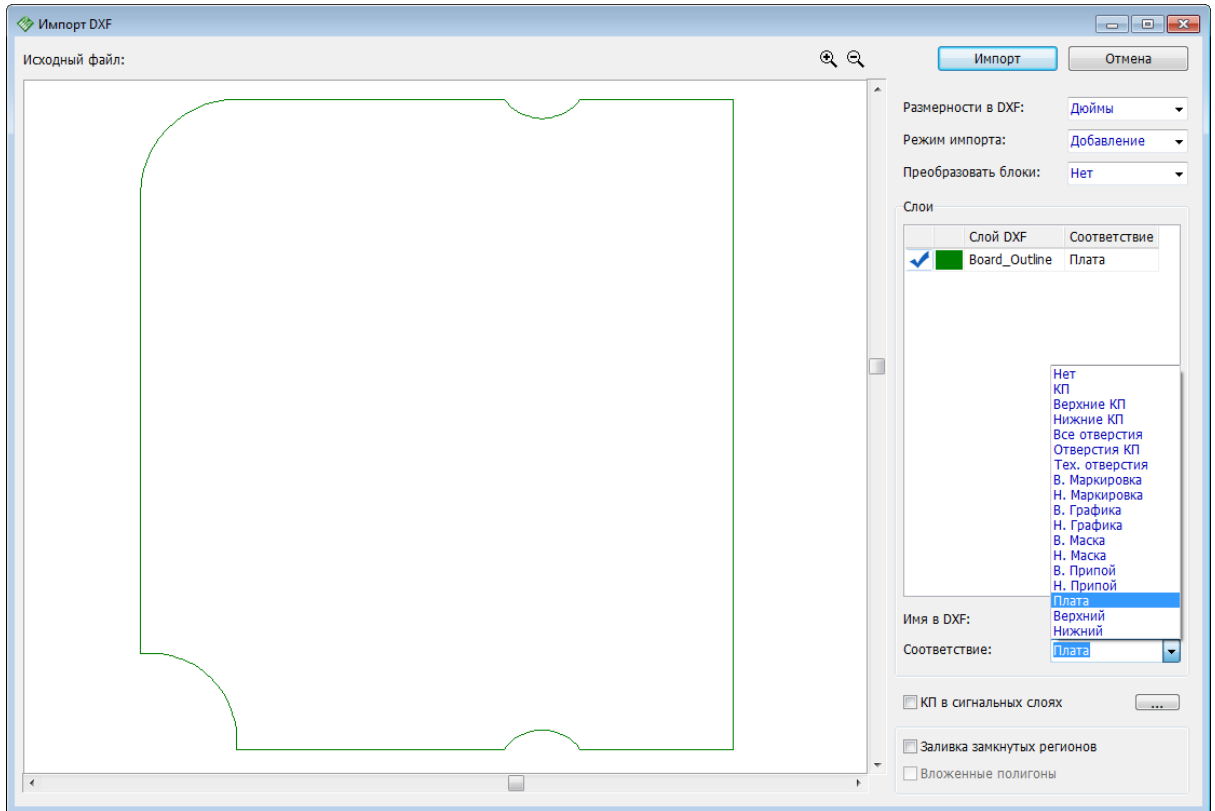 Импорт DXF
Исходный файл:
Импорт Отмена
Размерности в DXF: Дюймы
Режим импорта: Добавление
Преобразовать блоки: Нет
Слои
Слой DXF Соответствие
Board_Outline Плата
Нет
КП
Верхние КП
Нижние КП
Все отверстия
Отверстия КП
Тех. отверстия
В. Маркировка
Н. Маркировка
В. Графика
Н. Графика
В. Маска
Н. Маска
В. Припой
Н. Припой
Плата
Верхний
Нижний
Имя в DXF:
Соответствие: Плата
КП в сигнальных слоях ...
Заливка замкнутых регионов
Вложенные полигоны